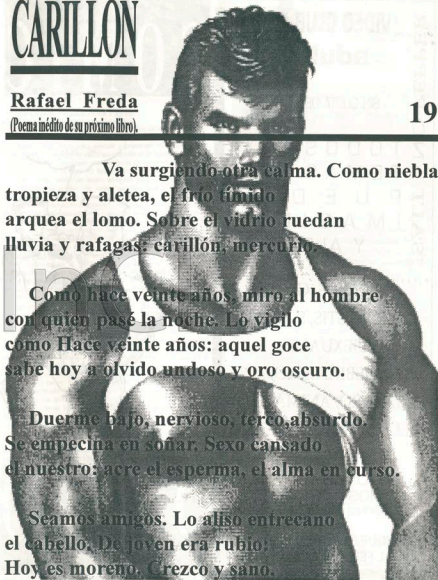 CARILLON
Rafael Freda
(Poema inédito de su próximo libro).
19
Va surgiendo otra calma. Como niebla
tropieza y aletea, el frío tímido
arquea el lomo. Sobre el vidrio ruedan
lluvia y rafagas: carillón, mercurio.
Como hace veinte años, miro al hombre
con quien pasé la noche. Lo vigilo
como Hace veinte años: aquel goce
sabe hoy a olvido undoso y oro oscuro.
Duerme bajo, nervioso, terco,absurdo.
Se empecina en soñar. Sexo cansado
el nuestro: acre el esperma, el alma en curso.
Seamos amigos. Lo aliso entrecano
el cabello. De joven era rubio:
Hoy es moreno. Crezco y sano.